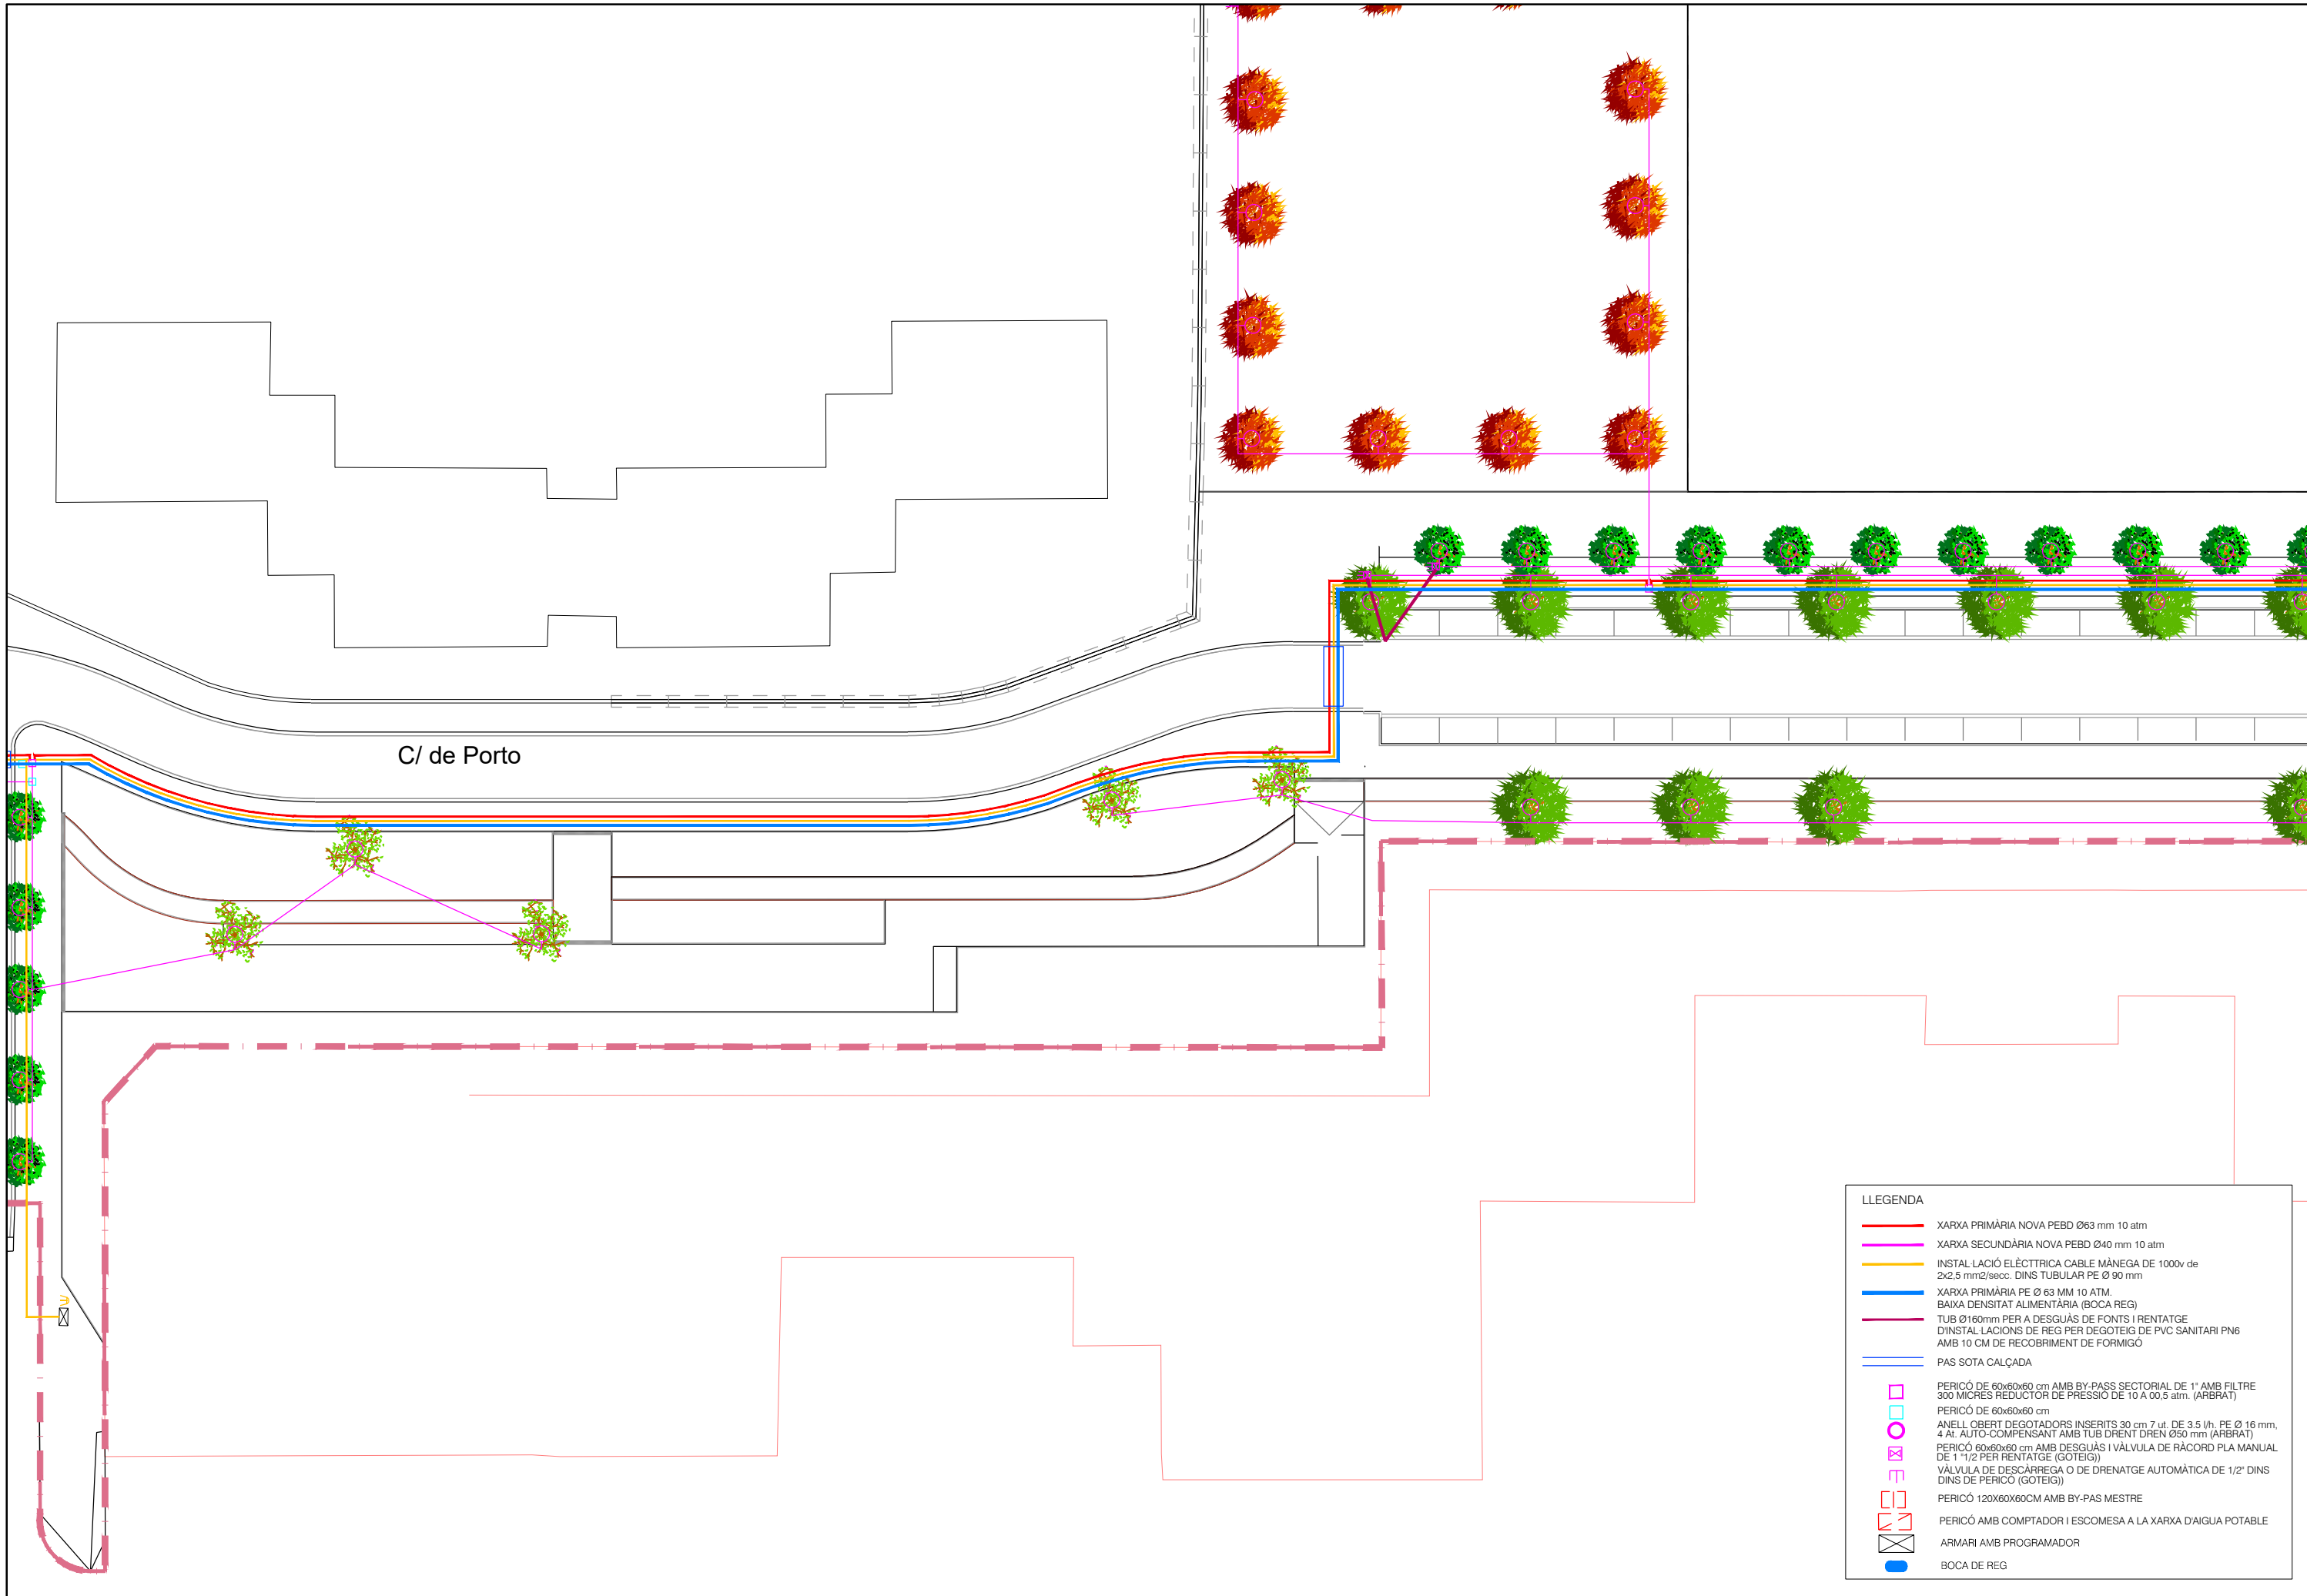 C/ de Porto
LLEGENDA
XARXA PRIMÀRIA NOVA PEBD Ø63 mm 10 atm
XARXA SECUNDÀRIA NOVA PEBD Ø40 mm 10 atm
INSTAL·LACIÓ ELÈCTTRICA CABLE MÀNEGA DE 1000v de
2x2,5 mm2/secc. DINS TUBULAR PE Ø 90 mm
XARXA PRIMÀRIA PE Ø 63 MM 10 ATM.
BAIXA DENSITAT ALIMENTÀRIA (BOCA REG)
TUB Ø160mm PER A DESGUÀS DE FONTS I RENTATGE
D'INSTAL·LACIONS DE REG PER DEGOTEIG DE PVC SANITARI PN6
AMB 10 CM DE RECOBRIMENT DE FORMIGÓ
PAS SOTA CALÇADA
PERICÓ DE 60x60x60 cm AMB BY-PASS SECTORIAL DE 1" AMB FILTRE
300 MICRES REDUCTOR DE PRESSIÓ DE 10 A 00,5 atm. (ARBRAT)
PERICÓ DE 60x60x60 cm
ANELL OBERT DEGOTADORS INSERITS 30 cm 7 ut. DE 3.5 l/h. PE Ø 16 mm,
4 At. AUTO-COMPENSANT AMB TUB DRENT DREN Ø50 mm (ARBRAT)
PERICÓ 60x60x60 cm AMB DESGUÀS I VÀLVULA DE RÀCORD PLA MANUAL
DE 1 "1/2 PER RENTATGE (GOTEIG))
VÀLVULA DE DESCÀRREGA O DE DRENATGE AUTOMÀTICA DE 1/2" DINS
DINS DE PERICÓ (GOTEIG))
PERICÓ 120X60X60CM AMB BY-PAS MESTRE
PERICÓ AMB COMPTADOR I ESCOMESA A LA XARXA D'AIGUA POTABLE
ARMARI AMB PROGRAMADOR
BOCA DE REG